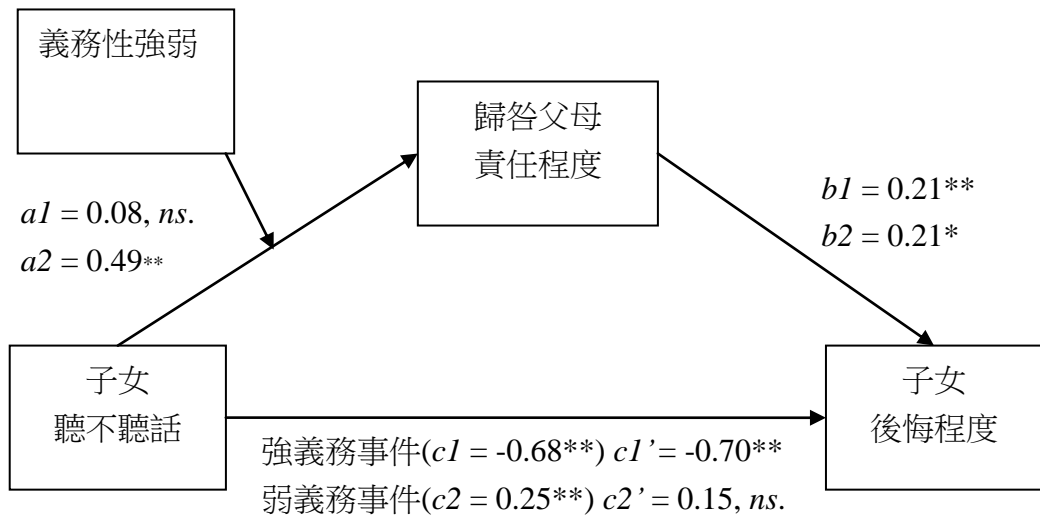 義務性強弱
歸咎父母
責任程度
a1 = 0.08, ns.
a2 = 0.49**
b1 = 0.21**
b2 = 0.21*
子女
聽不聽話
子女
後悔程度
強義務事件(c1 = -0.68**) c1’ = -0.70**
弱義務事件(c2 = 0.25**) c2’ = 0.15, ns.